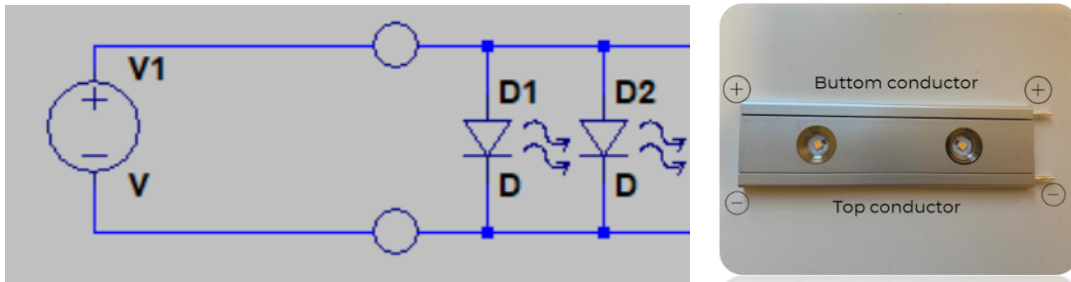 V1
V
D1
D
D2
D
+ Buttom conductor +
- Top conductor -